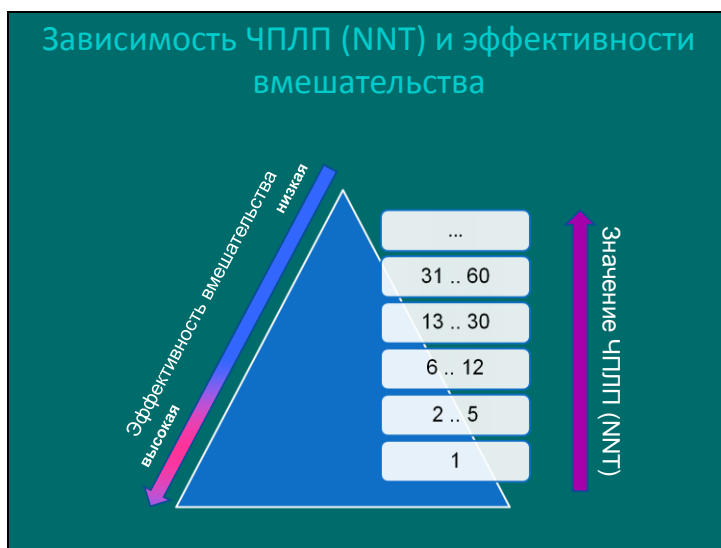 Зависимость ЧПЛП (NNT) и эффективности
вмешательства
Эффективность вмешательства
низкая
высокая
...
31 .. 60
13 .. 30
6 .. 12
2 .. 5
1
Значение ЧПЛП (NNT)